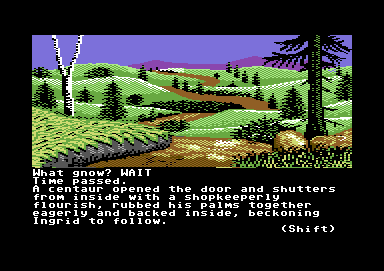 What gnow? WAIT
Time passed.
A centaur opened the door and shutters
from inside with a shopkeeperly
flourish, rubbed his palms together
eagerly and backed inside, beckoning
Ingrid to follow.
(Shift)